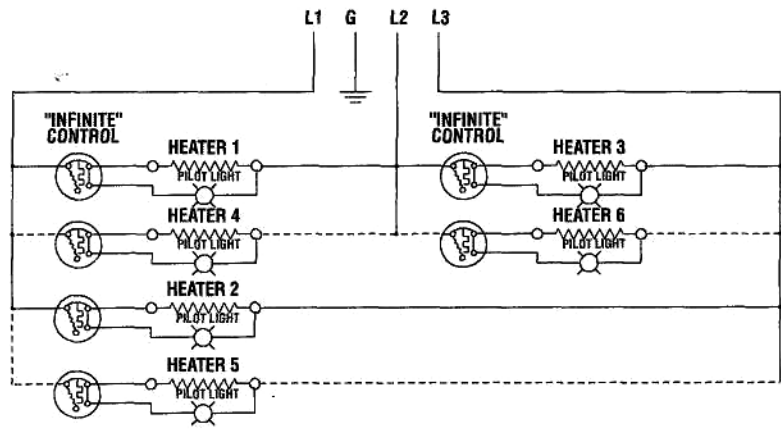 L1 G L2 L3
"INFINITE"
CONTROL
HEATER 1
PILOT LIGHT
"INFINITE"
CONTROL
HEATER 3
PILOT LIGHT
HEATER 4
PILOT LIGHT
HEATER 6
PILOT LIGHT
HEATER 2
PILOT LIGHT
HEATER 5
PILOT LIGHT